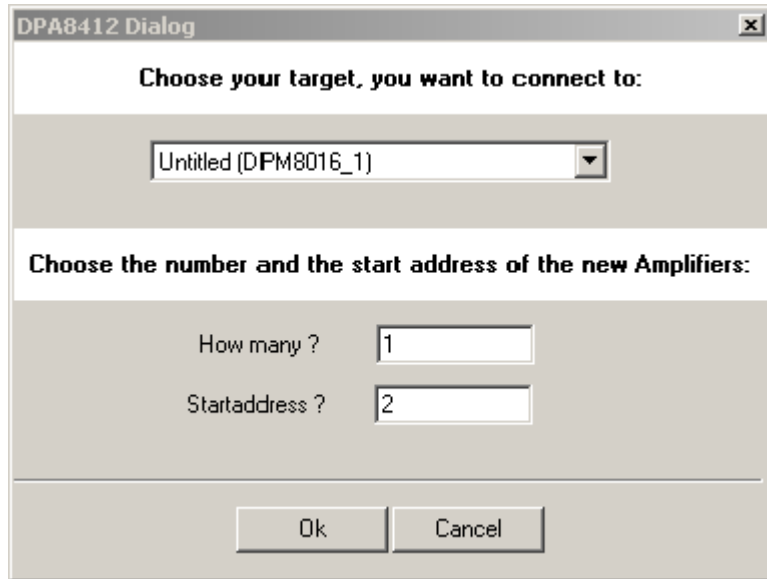 DPA8412 Dialog
Choose your target, you want to connect to:
Untitled (DPM8016_1)
Choose the number and the start address of the new Amplifiers:
How many ? 1
Startaddress ? 2
Ok Cancel